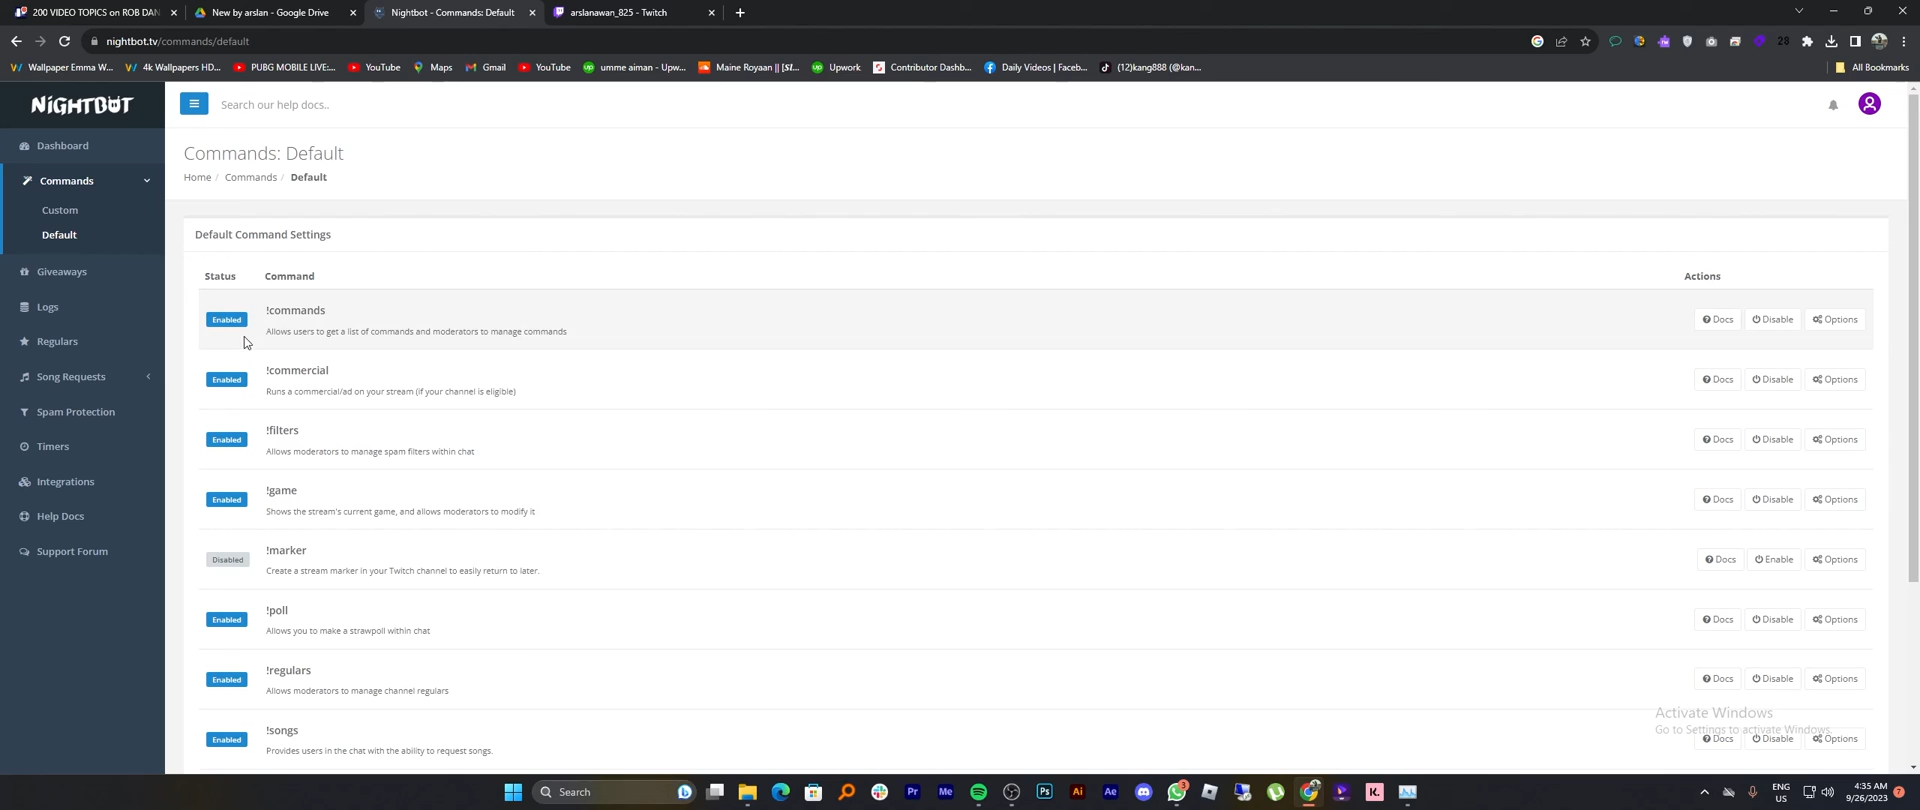 200 VIDEO TOPICS on ROB DAN
New by arslan - Google Drive
Nightbot - Commands: Default
arslanawan_825 - Twitch
nightbot.tv/commands/default
28
Wallpaper Emma W...
4k Wallpapers HD...
PUBG MOBILE LIVE:...
YouTube
Maps
Gmail
YouTube
umme aiman - Upw...
Maine Royaan || [Sl...
Upwork
Contributor Dashb...
Daily Videos | Faceb...
(12)kang888 (@kan...
All Bookmarks
NIGHTBOT
Search our help docs..
Dashboard
Commands
Custom
Default
Giveaways
Logs
Regulars
Song Requests
Spam Protection
Timers
Integrations
Help Docs
Support Forum
Commands: Default
Home / Commands / Default
Default Command Settings
Status Command Actions
Enabled !commands Docs Disable Options
Allows users to get a list of commands and moderators to manage commands
Enabled !commercial Docs Disable Options
Runs a commercial/ad on your stream (if your channel is eligible)
Enabled !filters Docs Disable Options
Allows moderators to manage spam filters within chat
Enabled !game Docs Disable Options
Shows the stream's current game, and allows moderators to modify it
Disabled !marker Docs Enable Options
Create a stream marker in your Twitch channel to easily return to later.
Enabled !poll Docs Disable Options
Allows you to make a strawpoll within chat
Enabled !regulars Docs Disable Options
Allows moderators to manage channel regulars
Enabled !songs Docs Disable Options
Provides users in the chat with the ability to request songs.
Activate Windows
Go to Settings to activate Windows.
Search
Pr
Me
Ps
Ai
Ae
3
K.
ENG
US
4:35 AM
9/26/2023
7